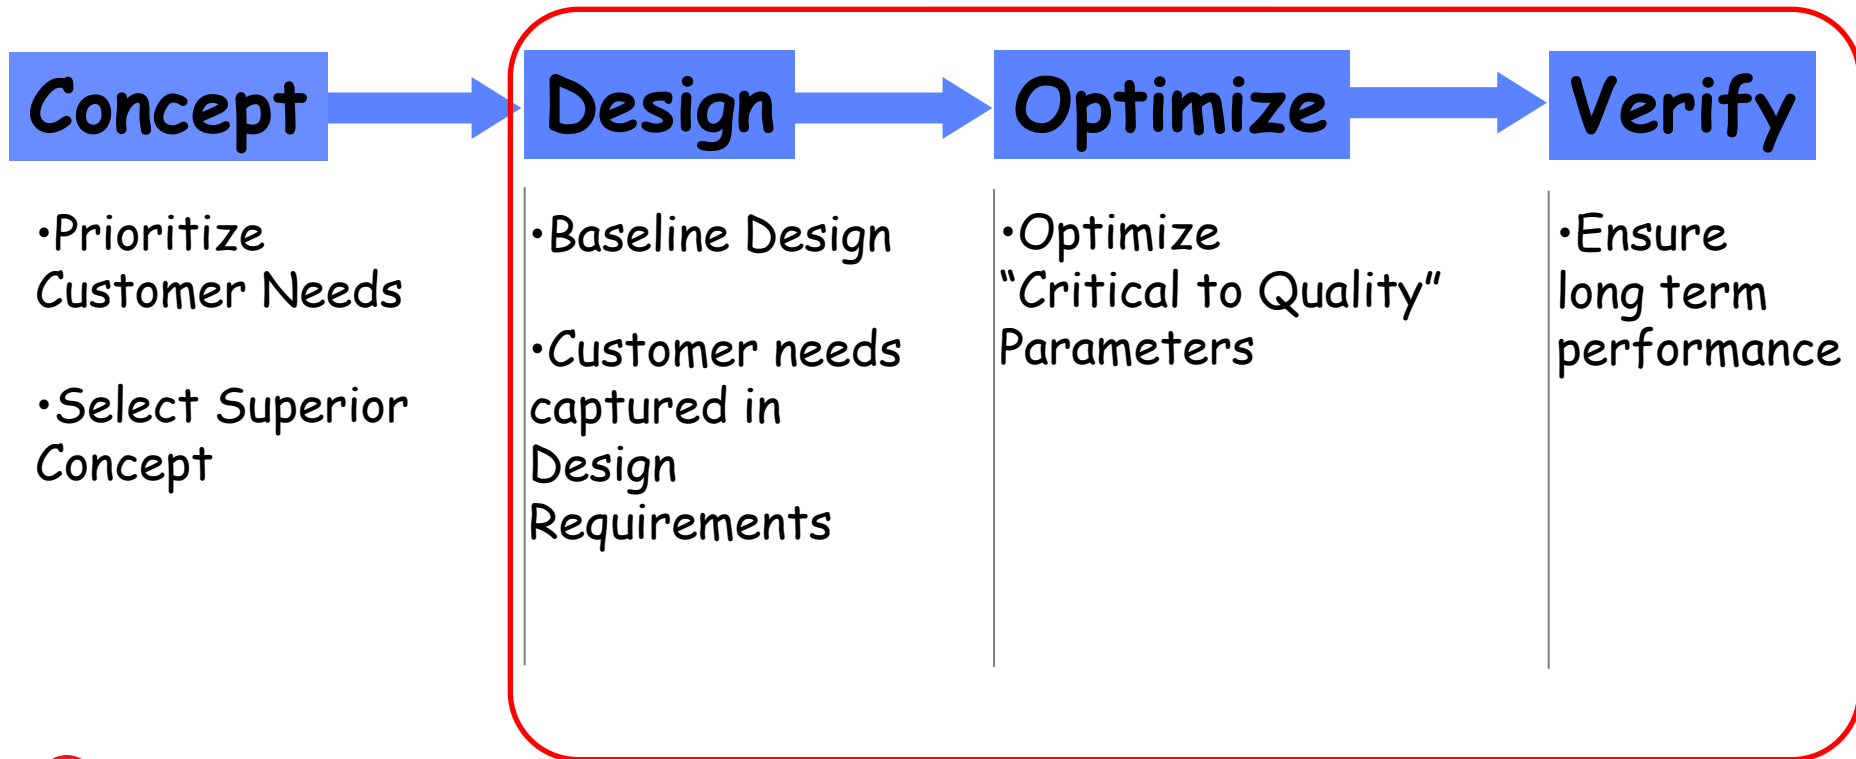 Concept
Design
Optimize
Verify
•Prioritize
Customer Needs
•Select Superior
Concept
•Baseline Design
•Customer needs
captured in
Design
Requirements
•Optimize
“Critical to Quality”
Parameters
•Ensure
long term
performance